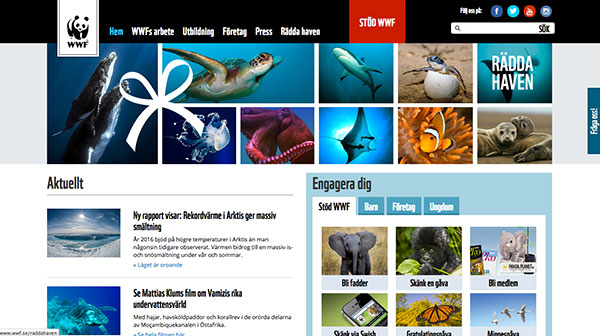 Följ oss på:
WWF
Hem WWFs arbete Utbildning Företag Press Rädda haven
STÖD WWF
SÖK
RÄDDA
HAVEN
Fråga oss!
Aktuellt
Ny rapport visar: Rekordvärme i Arktis ger massiv
smältning
År 2016 bjöd på högre temperaturer i Arktis än man
någonsin tidigare observerat. Värmen bidrog till en massiv is-
och snösmältning under vår och sommar.
» Läget är oroande
Se Mattias Klums film om Vamizis rika
undervattensvärld
Med hajar, havsköldpaddor och korallrev i de orörda delarna
av Moçambiquekanalen i Östafrika.
» Se hela filmen här
www.wwf.se/raddahaven
Engagera dig
Stöd WWF Barn Företag Ungdom
Bli fadder
Skänk en gåva
Bli medlem
Skänk via Swish
Gratulationsgåva
Minnesgåva